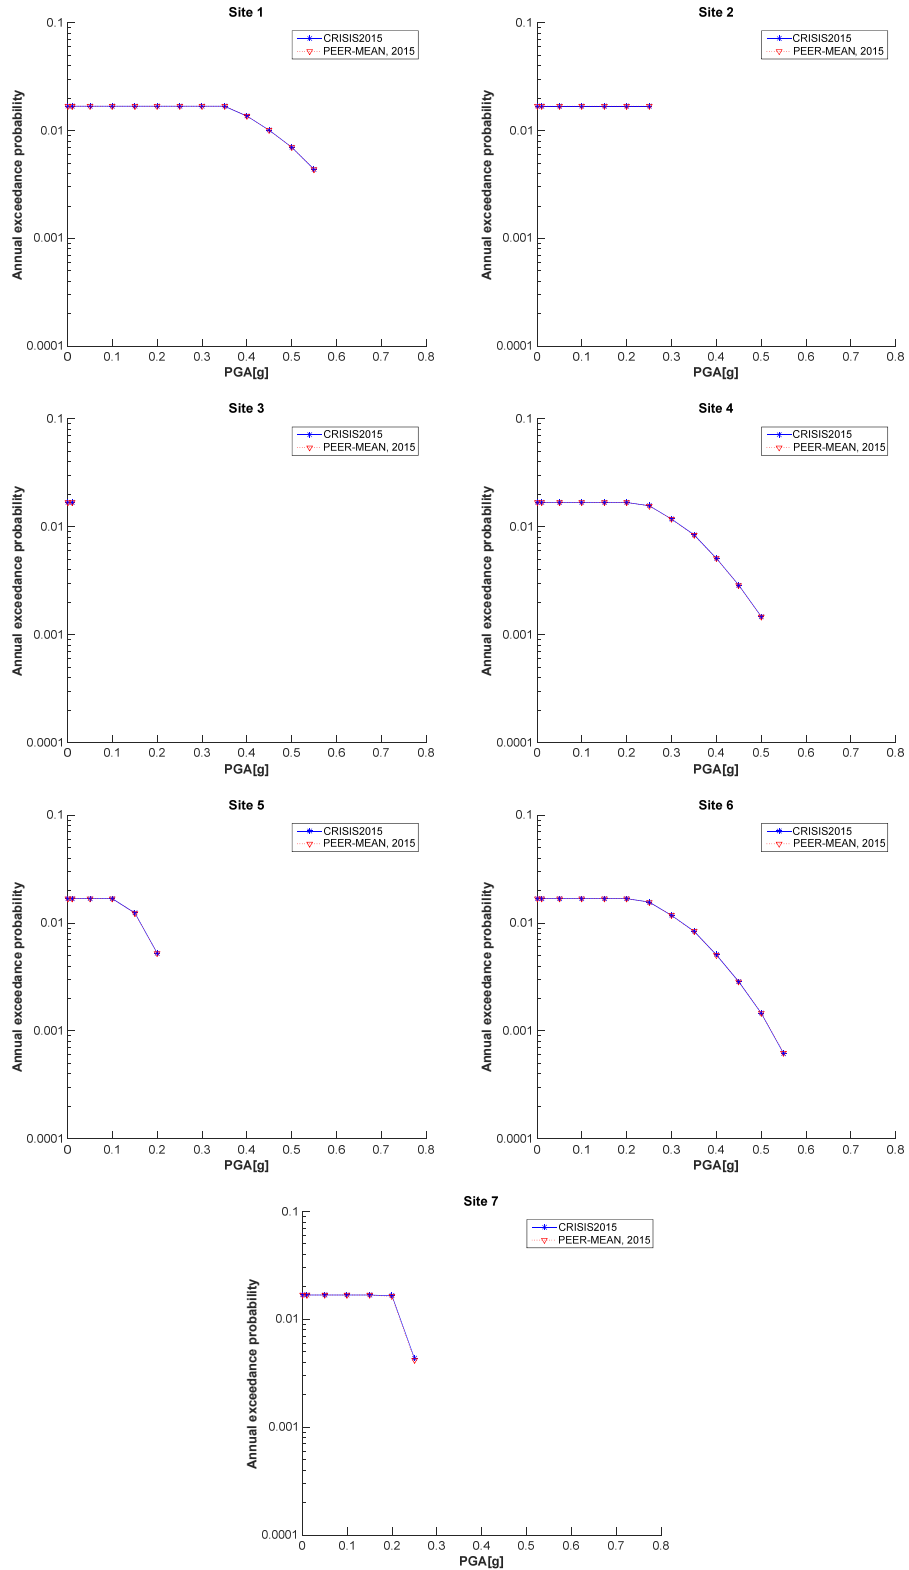 Site 1
CRISIS2015
PEER-MEAN, 2015
Annual exceedance probability
0.1
0.01
0.001
0.0001
0 0.1 0.2 0.3 0.4 0.5 0.6 0.7 0.8
PGA[g]
Site 2
CRISIS2015
PEER-MEAN, 2015
Annual exceedance probability
0.1
0.01
0.001
0.0001
0 0.1 0.2 0.3 0.4 0.5 0.6 0.7 0.8
PGA[g]
Site 3
CRISIS2015
PEER-MEAN, 2015
Annual exceedance probability
0.1
0.01
0.001
0.0001
0 0.1 0.2 0.3 0.4 0.5 0.6 0.7 0.8
PGA[g]
Site 4
CRISIS2015
PEER-MEAN, 2015
Annual exceedance probability
0.1
0.01
0.001
0.0001
0 0.1 0.2 0.3 0.4 0.5 0.6 0.7 0.8
PGA[g]
Site 5
CRISIS2015
PEER-MEAN, 2015
Annual exceedance probability
0.1
0.01
0.001
0.0001
0 0.1 0.2 0.3 0.4 0.5 0.6 0.7 0.8
PGA[g]
Site 6
CRISIS2015
PEER-MEAN, 2015
Annual exceedance probability
0.1
0.01
0.001
0.0001
0 0.1 0.2 0.3 0.4 0.5 0.6 0.7 0.8
PGA[g]
Site 7
CRISIS2015
PEER-MEAN, 2015
Annual exceedance probability
0.1
0.01
0.001
0.0001
0 0.1 0.2 0.3 0.4 0.5 0.6 0.7 0.8
PGA[g]